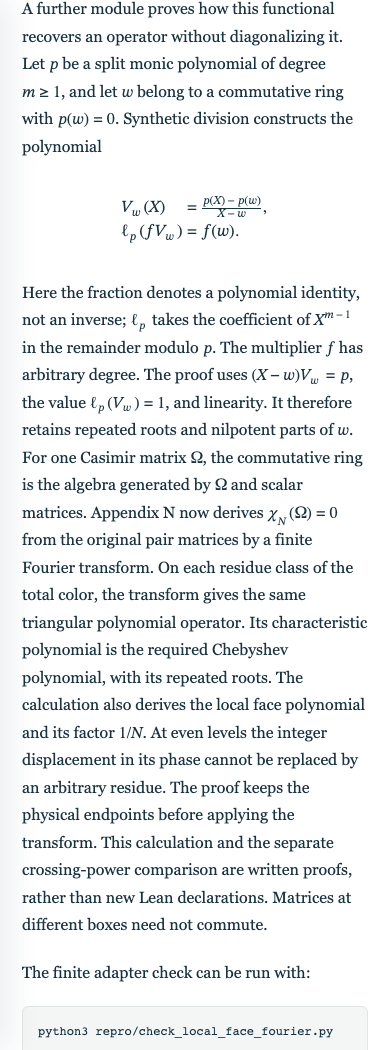 A further module proves how this functional
recovers an operator without diagonalizing it.
Let p be a split monic polynomial of degree
m ≥ 1, and let w belong to a commutative ring
with p(w) = 0. Synthetic division constructs the
polynomial
V_w(X) = \frac{p(X) − p(w)}{X − w},
ℓ_p(fV_w) = f(w).
Here the fraction denotes a polynomial identity,
not an inverse; ℓ_p takes the coefficient of X^{m−1}
in the remainder modulo p. The multiplier f has
arbitrary degree. The proof uses (X − w)V_w = p,
the value ℓ_p(V_w) = 1, and linearity. It therefore
retains repeated roots and nilpotent parts of w.
For one Casimir matrix Ω, the commutative ring
is the algebra generated by Ω and scalar
matrices. Appendix N now derives χ_N(Ω) = 0
from the original pair matrices by a finite
Fourier transform. On each residue class of the
total color, the transform gives the same
triangular polynomial operator. Its characteristic
polynomial is the required Chebyshev
polynomial, with its repeated roots. The
calculation also derives the local face polynomial
and its factor 1/N. At even levels the integer
displacement in its phase cannot be replaced by
an arbitrary residue. The proof keeps the
physical endpoints before applying the
transform. This calculation and the separate
crossing-power comparison are written proofs,
rather than new Lean declarations. Matrices at
different boxes need not commute.
The finite adapter check can be run with:
python3 repro/check_local_face_fourier.py